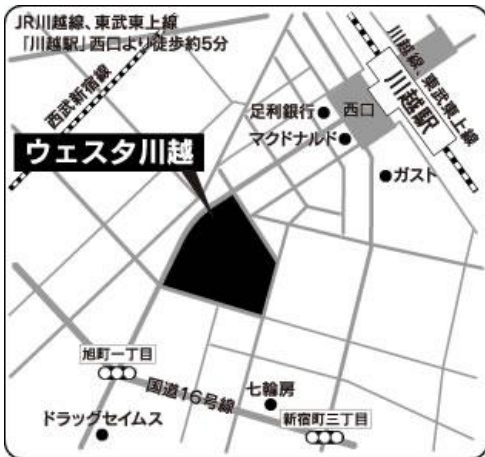 JR川越線、東武東上線
「川越駅」西口より徒歩約5分
西武新宿線
川越線、東武東上線
川越駅
西口
足利銀行
マクドナルド
ガスト
ウェスタ川越
旭町一丁目
国道16号線
七輪房
新宿町三丁目
ドラッグセイムス